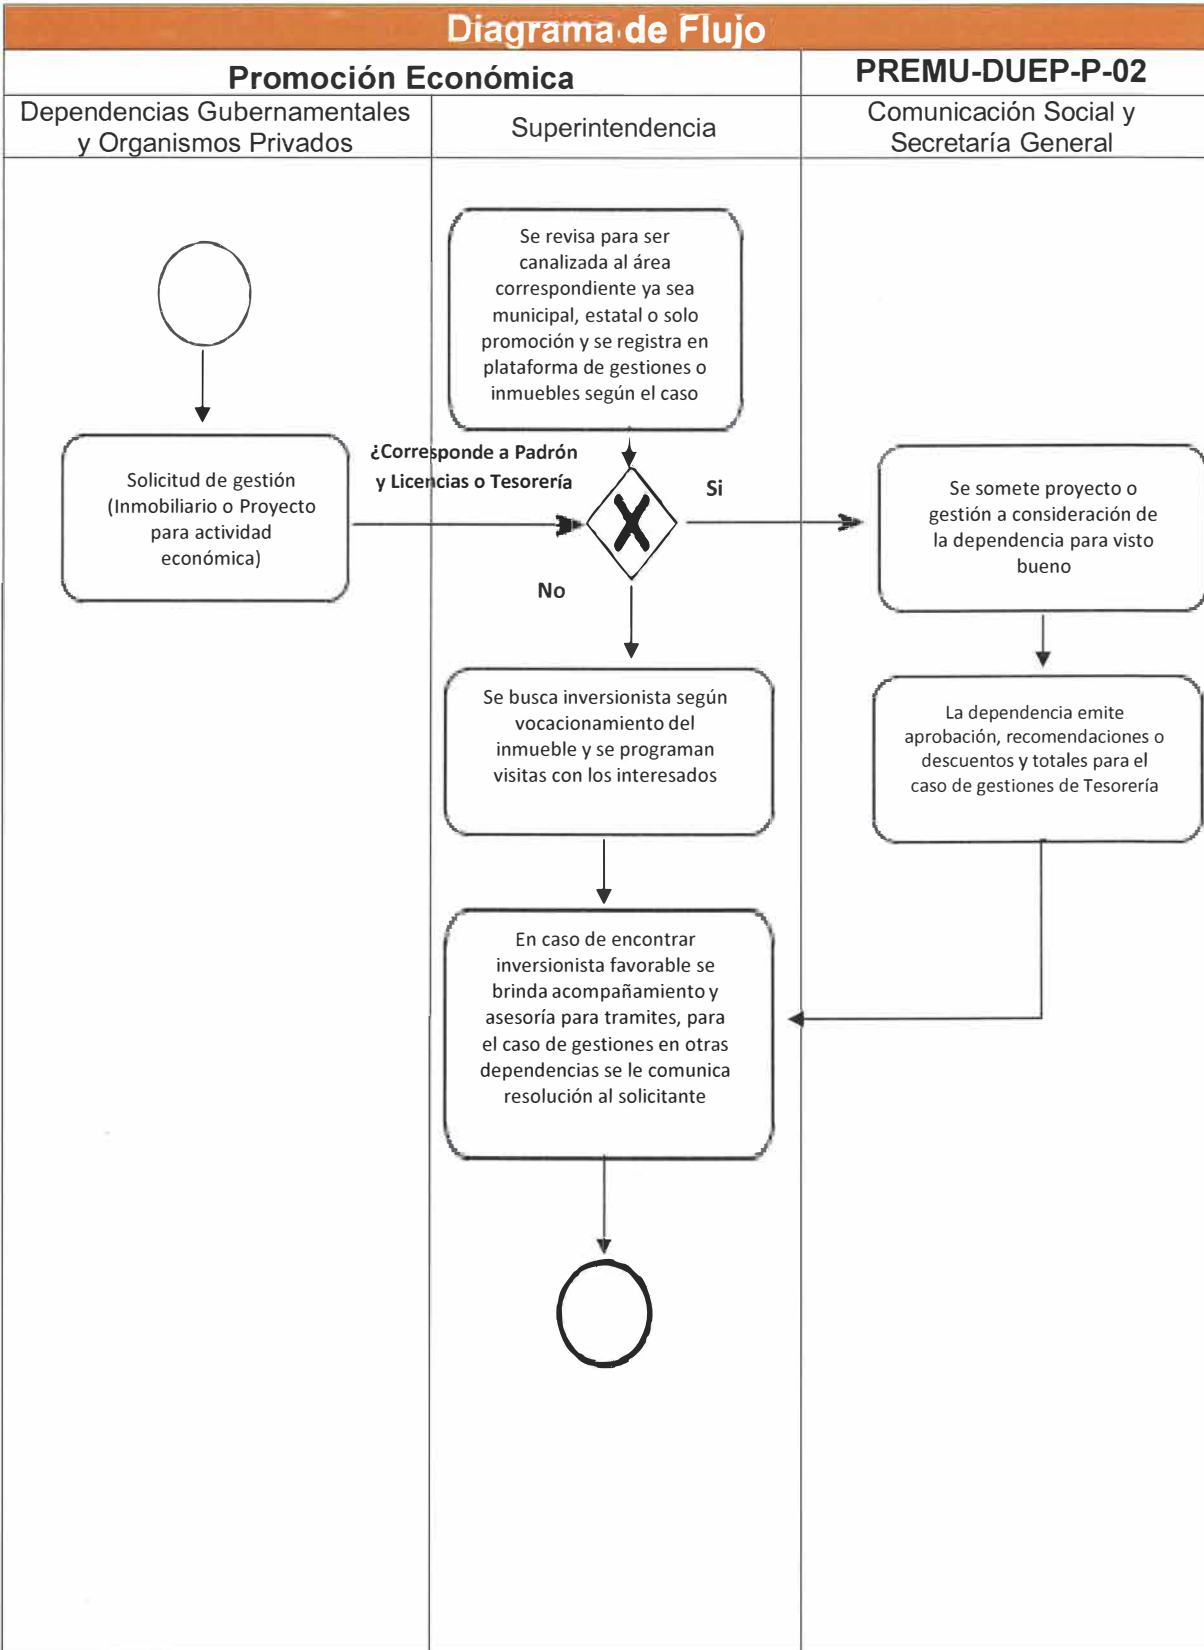 Diagrama de Flujo
Promoción Económica
PREMU-DUEP-P-02
Dependencias Gubernamentales
y Organismos Privados
Superintendencia
Comunicación Social y
Secretaría General
Se revisa para ser
canalizada al área
correspondiente ya sea
municipal, estatal o solo
promoción y se registra en
plataforma de gestiones o
inmuebles según el caso
Solicitud de gestión
(Inmobiliario o Proyecto
para actividad
económica)
¿Corresponde a Padrón
y Licencias o Tesorería
X
Si
No
Se somete proyecto o
gestión a consideración de
la dependencia para visto
bueno
Se busca inversionista según
vocacionamiento del
inmueble y se programan
visitas con los interesados
La dependencia emite
aprobación, recomendaciones o
descuentos y totales para el
caso de gestiones de Tesorería
En caso de encontrar
inversionista favorable se
brinda acompañamiento y
asesoría para tramites, para
el caso de gestiones en otras
dependencias se le comunica
resolución al solicitante